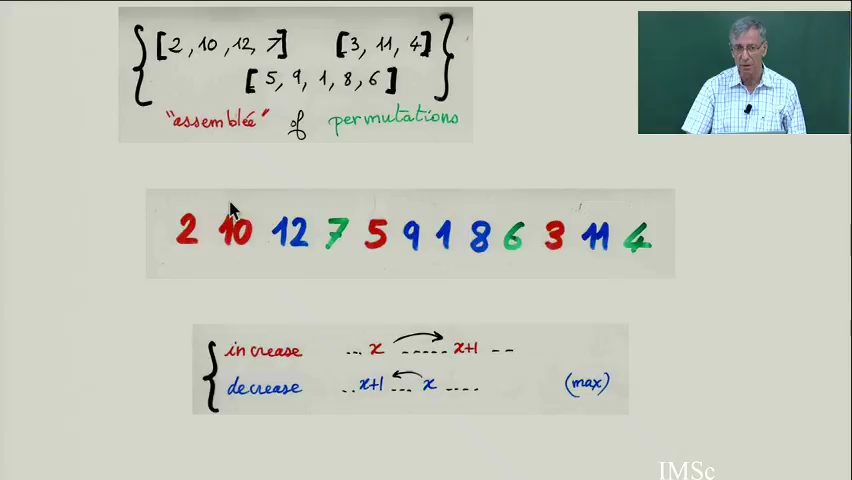 { [2, 10, 12, 7] [3, 11, 4]
[5, 9, 1, 8, 6] }
"assemblée" of permutations
2 10 12 7 5 9 1 8 6 3 11 4
{ increase ... x ..... x+1 --
decrease ... x+1 ... x .... (max)
IMSc